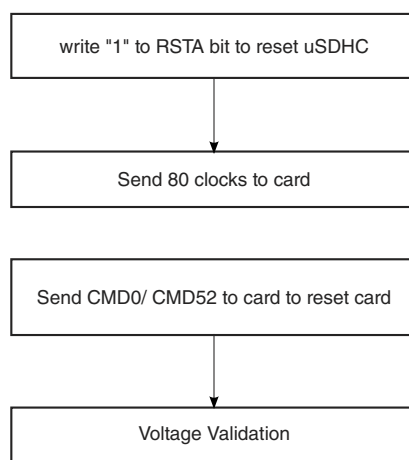 write "1" to RSTA bit to reset uSDHC
Send 80 clocks to card
Send CMD0/ CMD52 to card to reset card
Voltage Validation